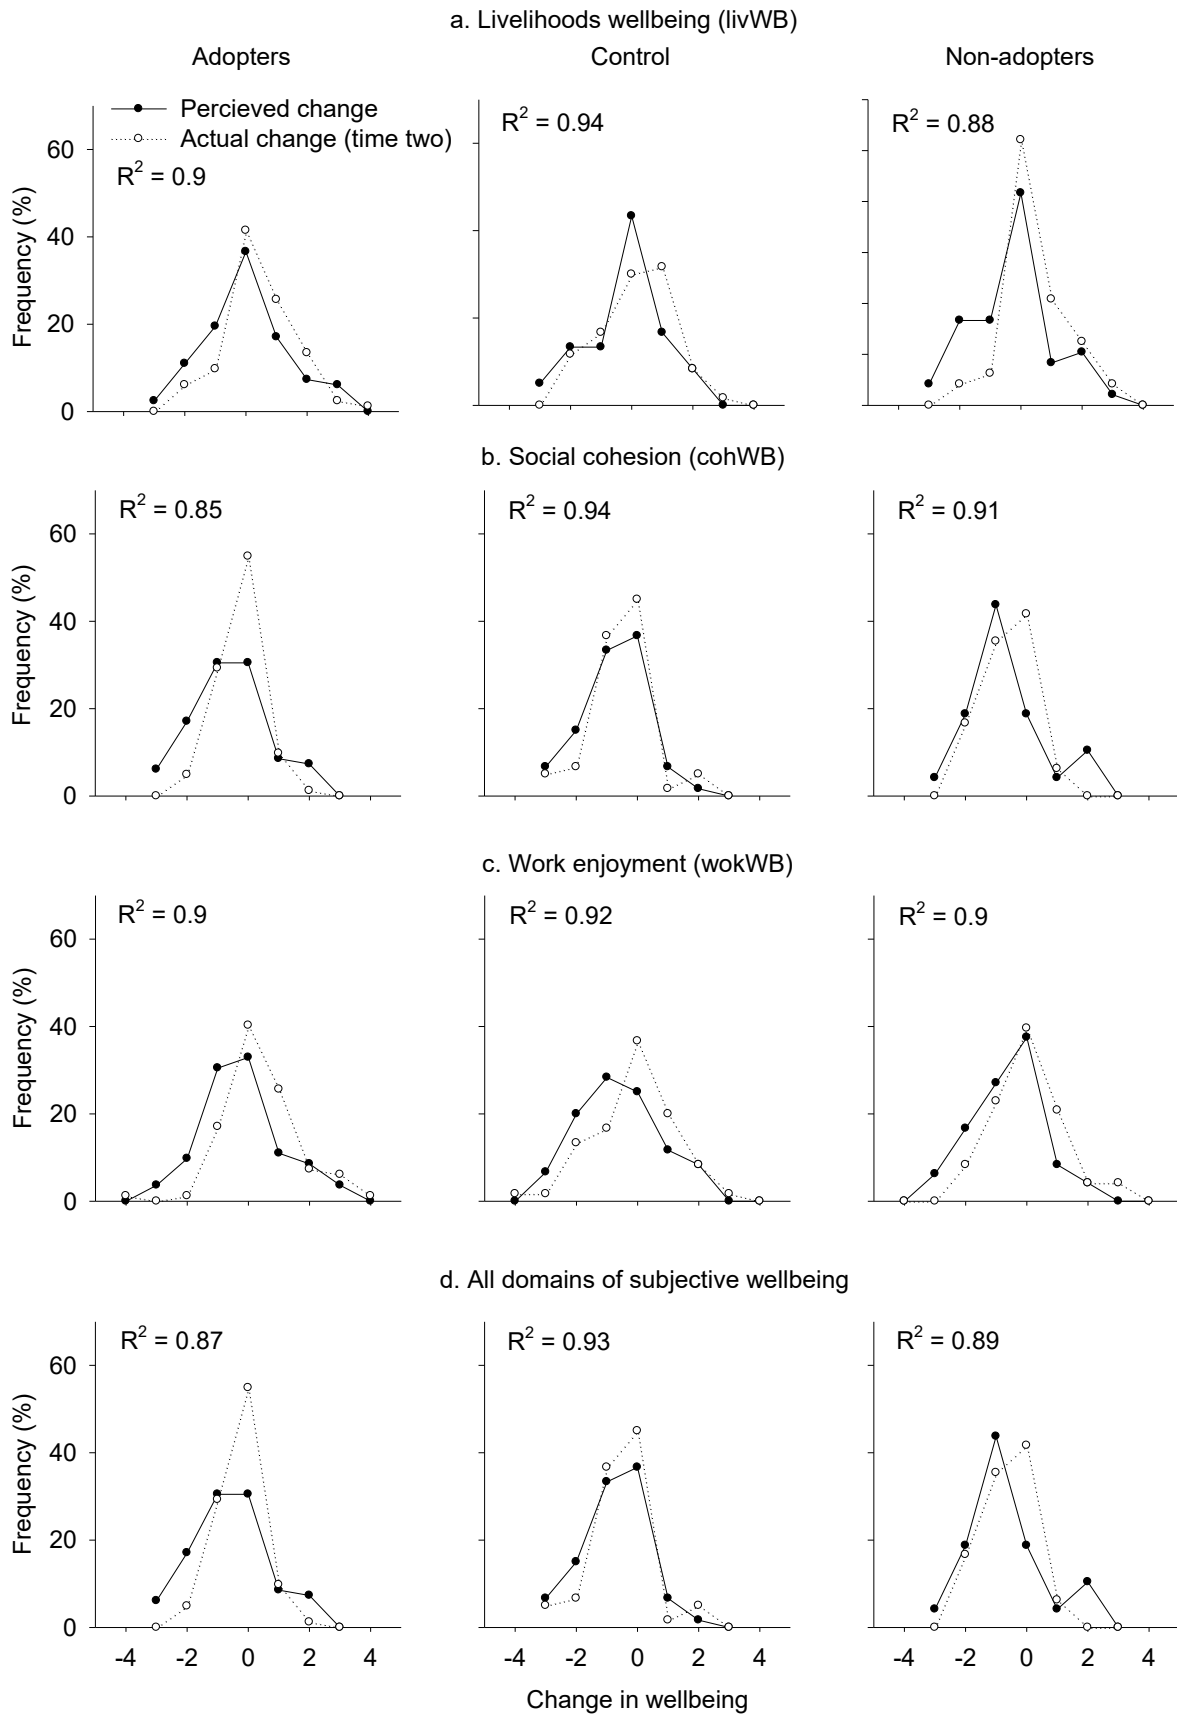 a. Livelihoods wellbeing (livWB)
Adopters Control Non-adopters
Percieved change
Actual change (time two)
R² = 0.9
R² = 0.94
R² = 0.88
Frequency (%)
60
40
20
0
b. Social cohesion (cohWB)
R² = 0.85
R² = 0.94
R² = 0.91
Frequency (%)
60
40
20
0
c. Work enjoyment (wokWB)
R² = 0.9
R² = 0.92
R² = 0.9
Frequency (%)
60
40
20
0
d. All domains of subjective wellbeing
R² = 0.87
R² = 0.93
R² = 0.89
Frequency (%)
60
40
20
0
-4 -2 0 2 4
-4 -2 0 2 4
-4 -2 0 2 4
Change in wellbeing